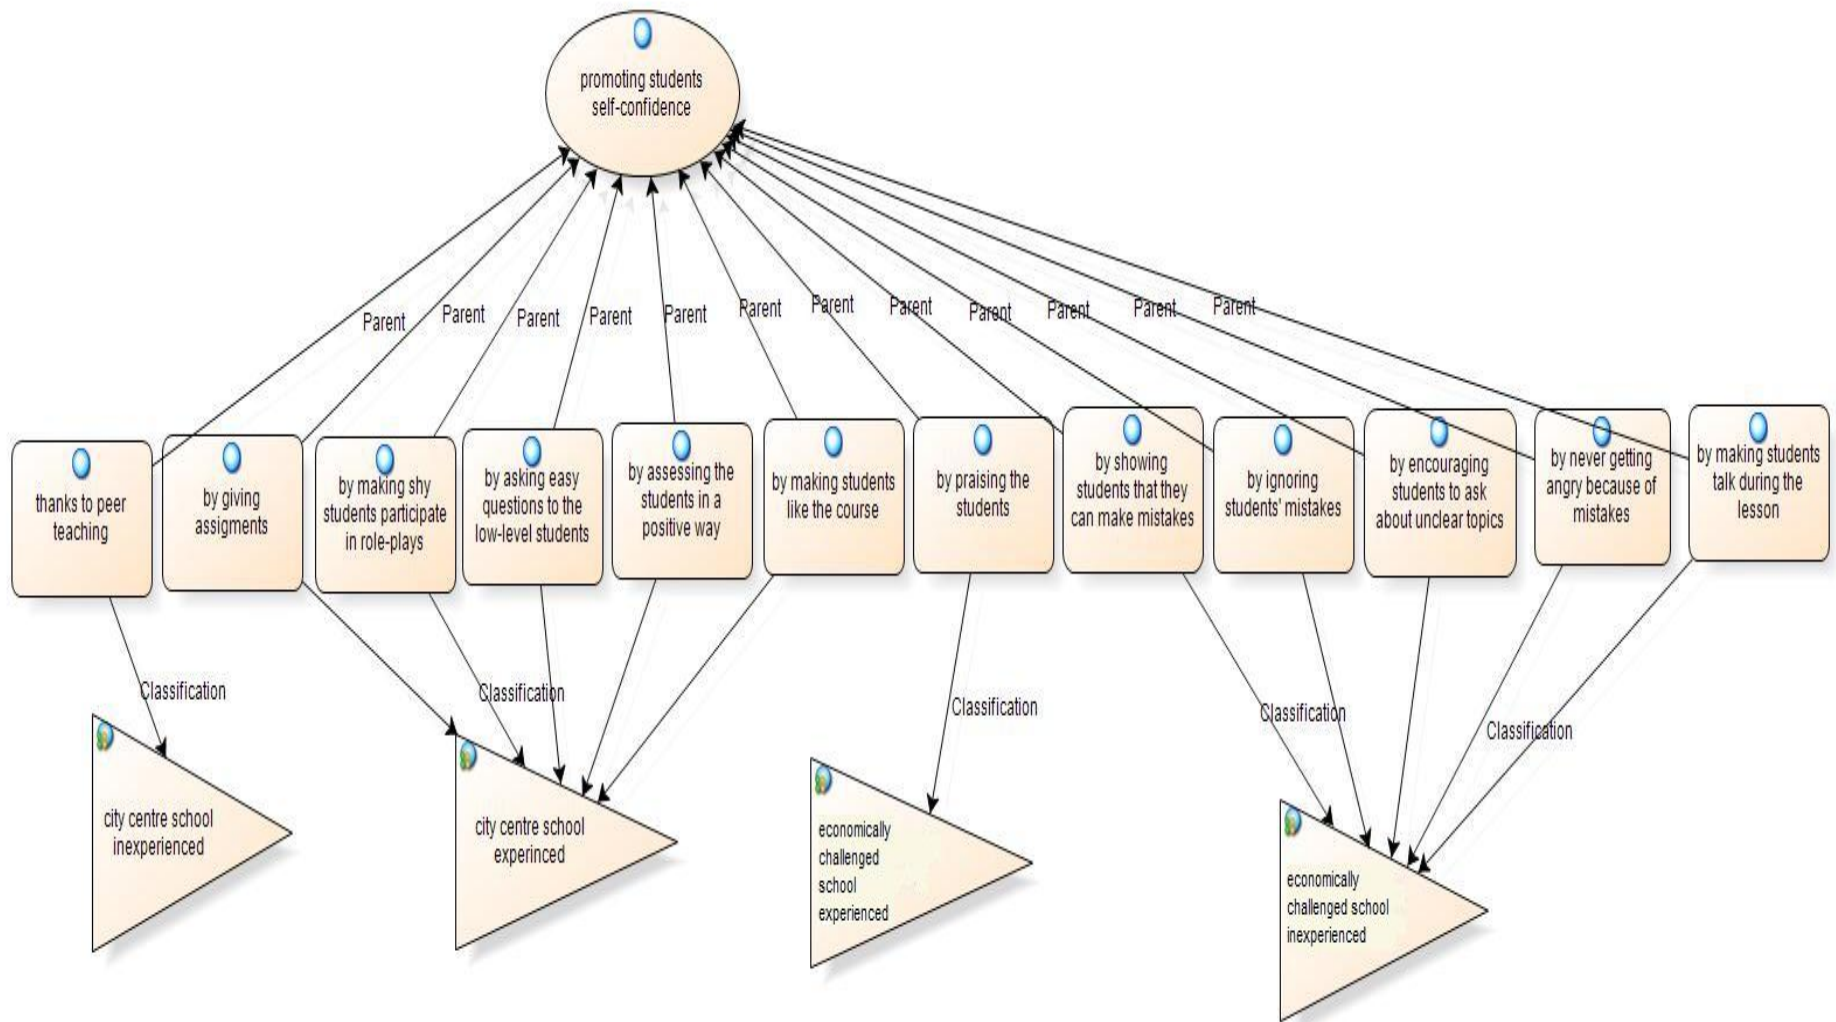 promoting students
self-confidence
Parent
Parent
Parent
Parent
Parent
Parent
Parent
Parent
Parent
Parent
Parent
Parent
thanks to peer
teaching
by giving
assigments
by making shy
students participate
in role-plays
by asking easy
questions to the
low-level students
by assessing the
students in a
positive way
by making students
like the course
by praising the
students
by showing
students that they
can make mistakes
by ignoring
students' mistakes
by encouraging
students to ask
about unclear topics
by never getting
angry because of
mistakes
by making students
talk during the
lesson
Classification
Classification
Classification
Classification
Classification
city centre school
inexperienced
city centre school
exprinced
economically
challenged
school
experienced
economically
challenged school
inexperienced